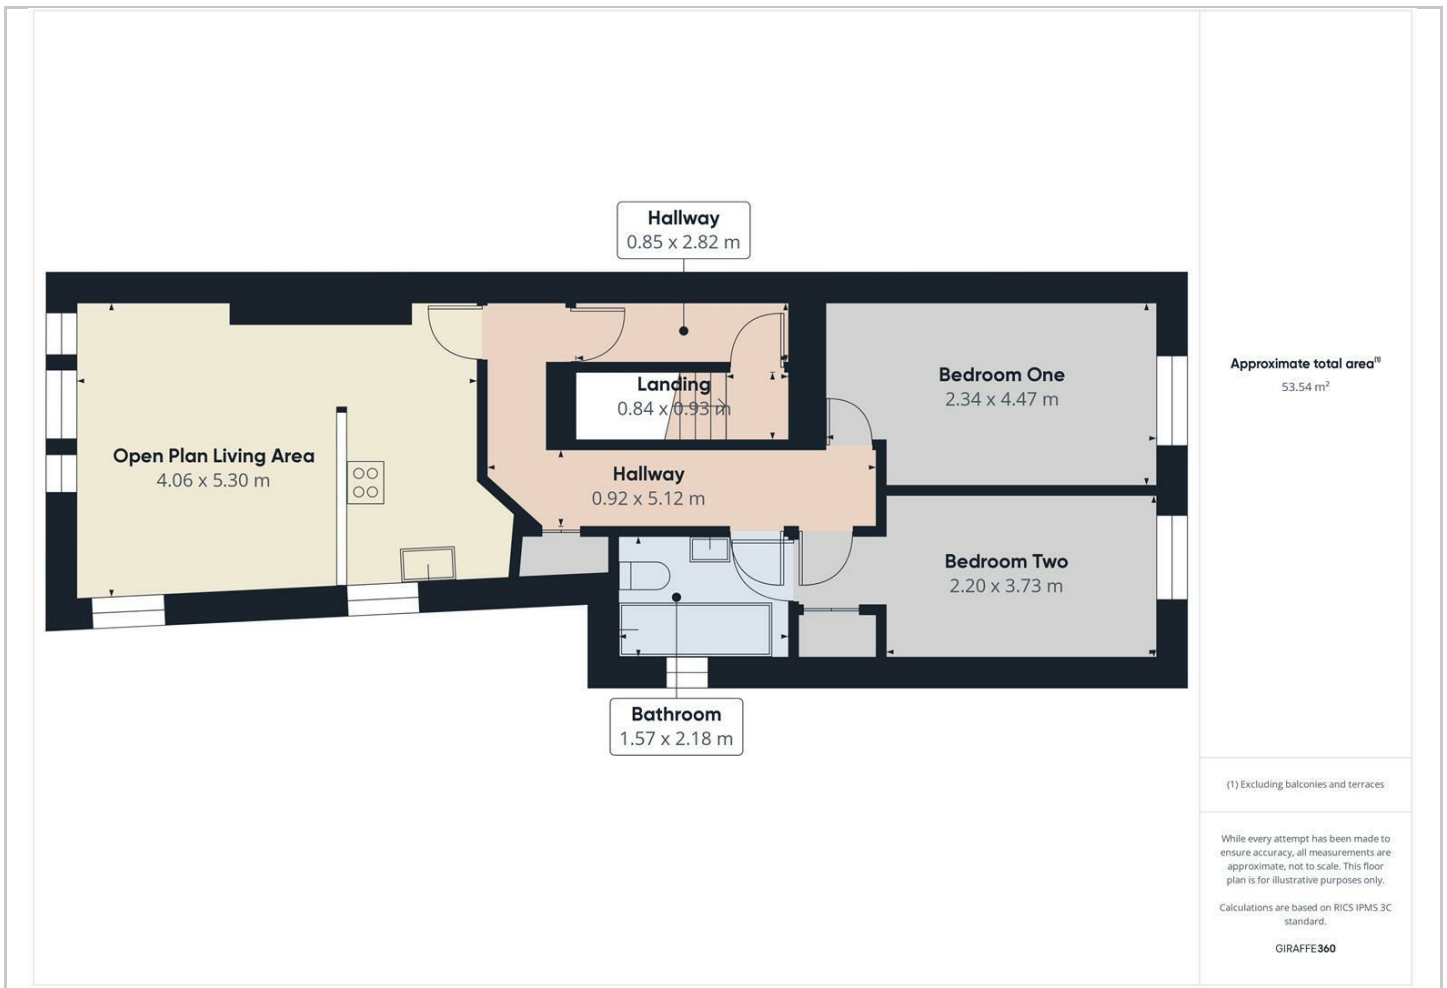 Hallway
0.85 x 2.82 m
Landing
0.84 x 0.93 m
Bedroom One
2.34 x 4.47 m
Open Plan Living Area
4.06 x 5.30 m
Hallway
0.92 x 5.12 m
Bedroom Two
2.20 x 3.73 m
Bathroom
1.57 x 2.18 m
Approximate total area(1)
53.54 m²
(1) Excluding balconies and terraces
While every attempt has been made to
ensure accuracy, all measurements are
approximate, not to scale. This floor
plan is for illustrative purposes only.
Calculations are based on RICS IPMS 3C
standard.
GIRAFFE360